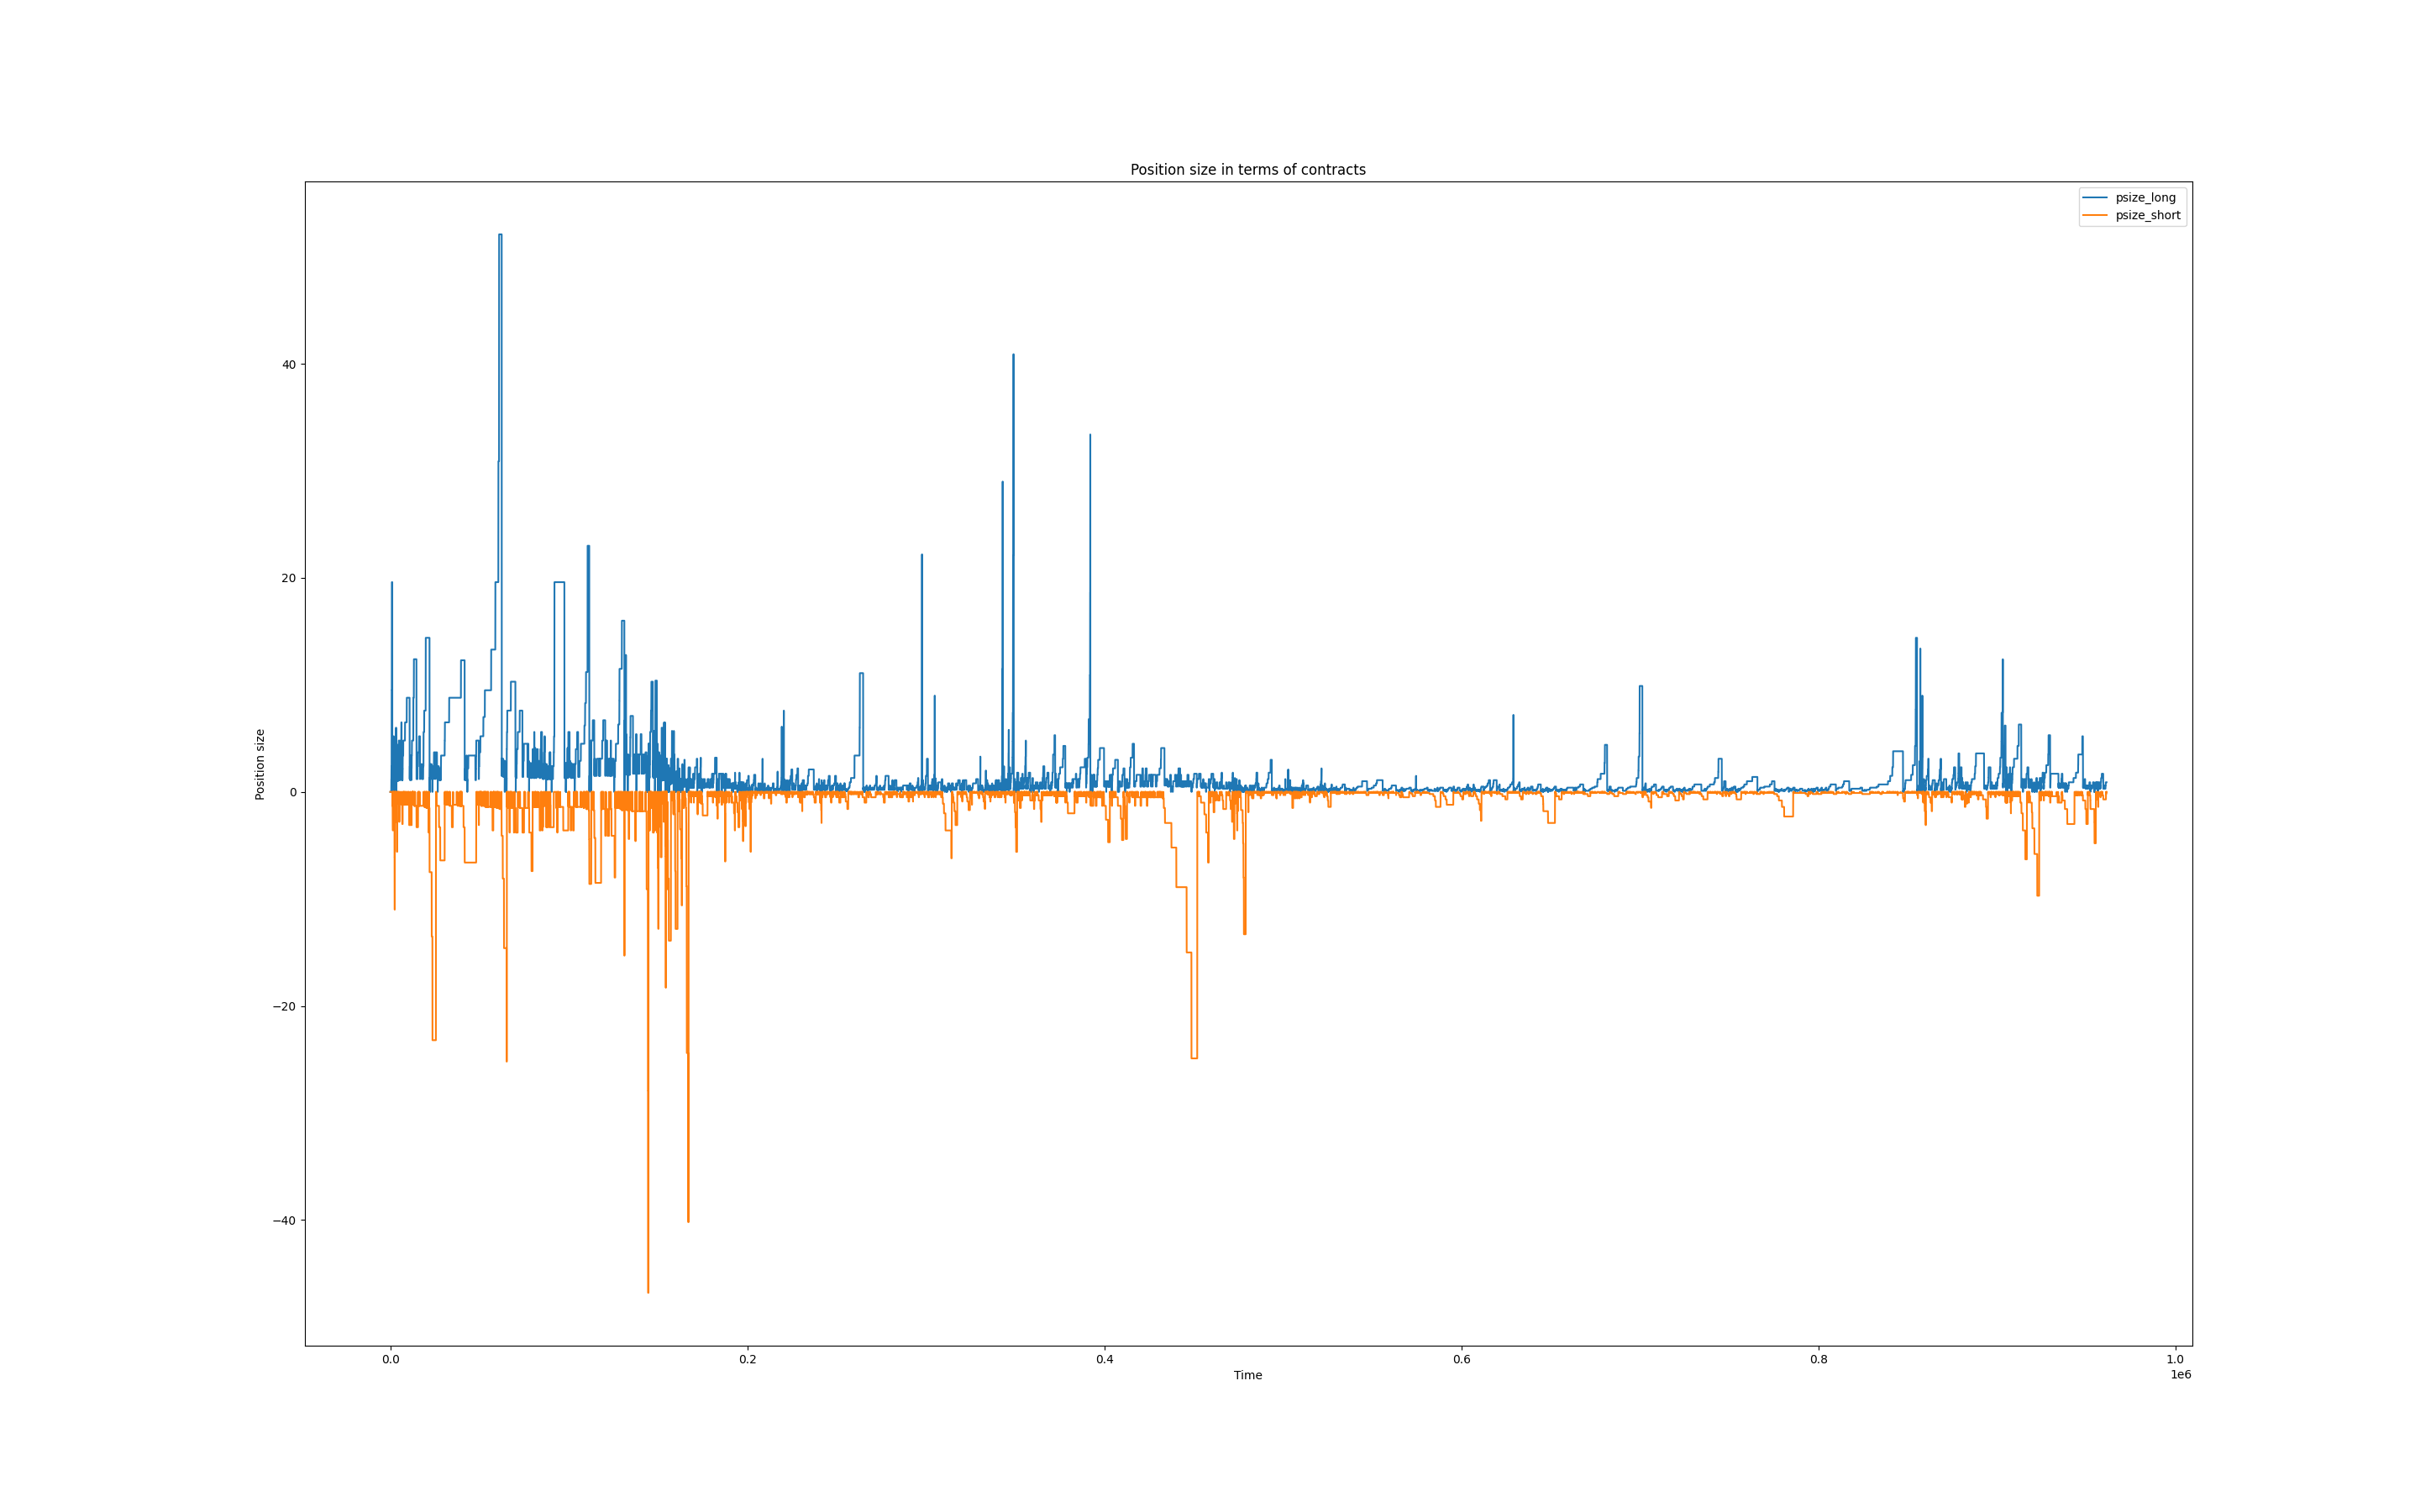 Position size in terms of contracts
psize_long
psize_short
Position size
40
20
0
−20
−40
0.0
0.2
0.4
0.6
0.8
1.0
1e6
Time